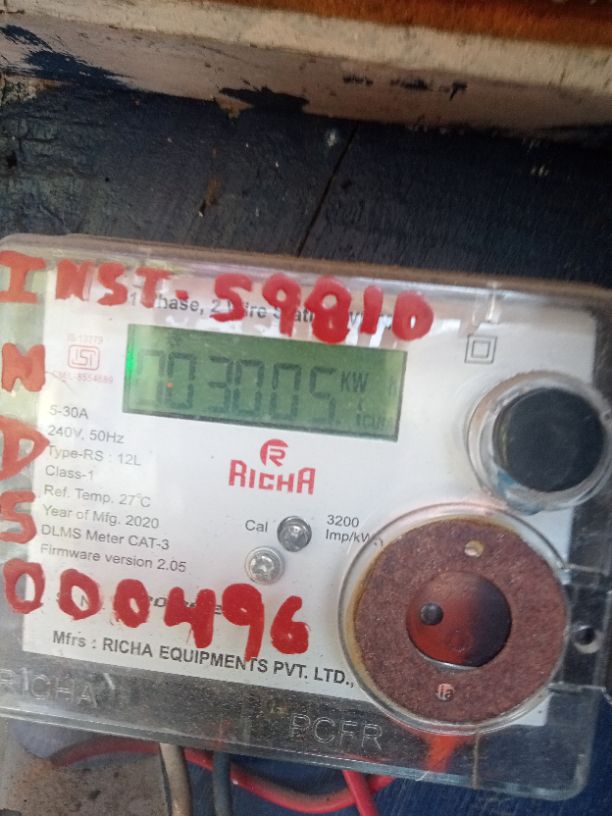 INST. 59810
1 Phase, 2 Wire Static
IS 13779
ISI
CM/L-8554689
003005 KW
5-30A
240V, 50Hz
Type-RS : 12L
Class-1
Ref. Temp. 27°C
Year of Mfg. 2020
DLMS Meter CAT-3
Firmware version 2.05
RICHA
Cal
3200
Imp/kW
N
D
S
000496
Mfrs : RICHA EQUIPMENTS PVT. LTD.,
RICHA
PCFR